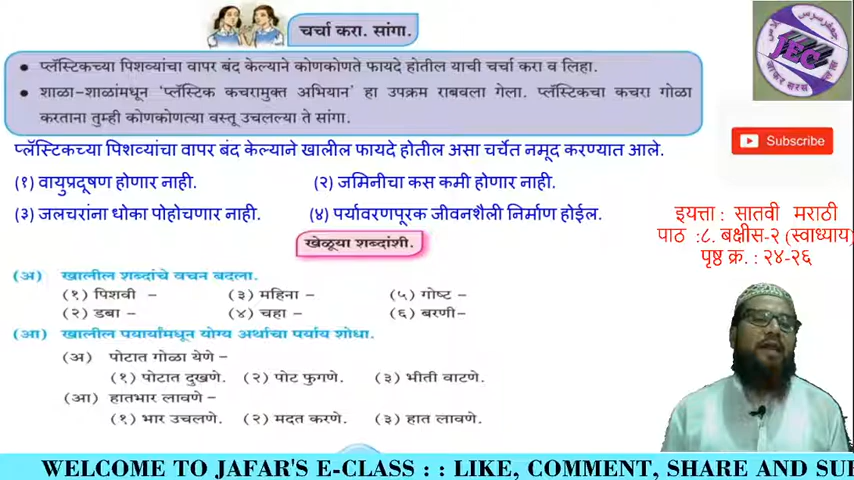 चर्चा करा. सांगा.
• प्लॅस्टिकच्या पिशव्यांचा वापर बंद केल्याने कोणकोणते फायदे होतील याची चर्चा करा व लिहा.
• शाळा-शाळांमधून 'प्लॅस्टिक कचरामुक्त अभियान' हा उपक्रम राबवला गेला. प्लॅस्टिकचा कचरा गोळा
करताना तुम्ही कोणकोणत्या वस्तू उचलल्या ते सांगा.
प्लॅस्टिकच्या पिशव्यांचा वापर बंद केल्याने खालील फायदे होतील असा चर्चेत नमूद करण्यात आले.
(१) वायुप्रदूषण होणार नाही. (२) जमिनीचा कस कमी होणार नाही.
(३) जलचरांना धोका पोहोचणार नाही. (४) पर्यावरणपूरक जीवनशैली निर्माण होईल.
खेळूया शब्दांशी.
(अ) खालील शब्दांचे वचन बदला.
(१) पिशवी - (३) महिना - (५) गोष्ट -
(२) डबा - (४) चहा - (६) बरणी-
(आ) खालील पर्यायांमधून योग्य अर्थाचा पर्याय शोधा.
(अ) पोटात गोळा येणे -
(१) पोटात दुखणे. (२) पोट फुगणे. (३) भीती वाटणे.
(आ) हातभार लावणे -
(१) भार उचलणे. (२) मदत करणे. (३) हात लावणे.
JEC
Subscribe
इयत्ता : सातवी मराठी
पाठ :८. बक्षीस-२ (स्वाध्याय)
पृष्ठ क्र. : २४-२६
WELCOME TO JAFAR'S E-CLASS : : LIKE, COMMENT, SHARE AND SUB